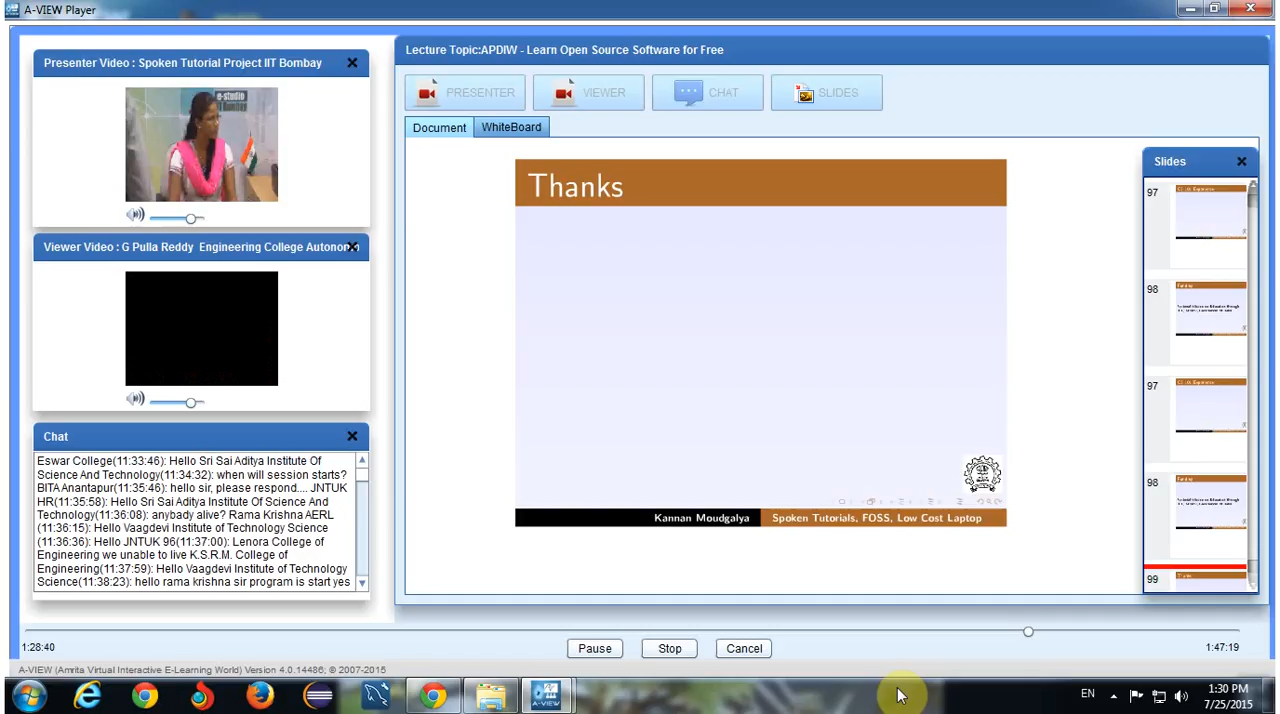 A-VIEW Player
Presenter Video : Spoken Tutorial Project IIT Bombay
e-studio
Viewer Video : G Pulla Reddy Engineering College Autonom
Chat
Eswar College(11:33:46): Hello Sri Sai Aditya Institute Of
Science And Technology(11:34:32): when will session starts?
BITA Anantapur(11:35:46): hello sir, please respond.... JNTUK
HR(11:35:58): Hello Sri Sai Aditya Institute Of Science And
Technology(11:36:08): anybady alive? Rama Krishna AERL
(11:36:15): Hello Vaagdevi Institute of Technology Science
(11:36:36): Hello JNTUK 96(11:37:00): Lenora College of
Engineering we unable to live K.S.R.M. College of
Engineering(11:37:59): Hello Vaagdevi Institute of Technology
Science(11:38:23): hello rama krishna sir program is start yes
Lecture Topic:APDIW - Learn Open Source Software for Free
PRESENTER
VIEWER
CHAT
SLIDES
Document
WhiteBoard
Thanks
Kannan Moudgalya
Spoken Tutorials, FOSS, Low Cost Laptop
Slides
97
98
Funding
97
98
Funding
99
Thanks
1:28:40
Pause
Stop
Cancel
1:47:19
A-VIEW (Amrita Virtual Interactive E-Learning World) Version 4.0.14486; © 2007-2015
A-VIEW
EN
1:30 PM
7/25/2015